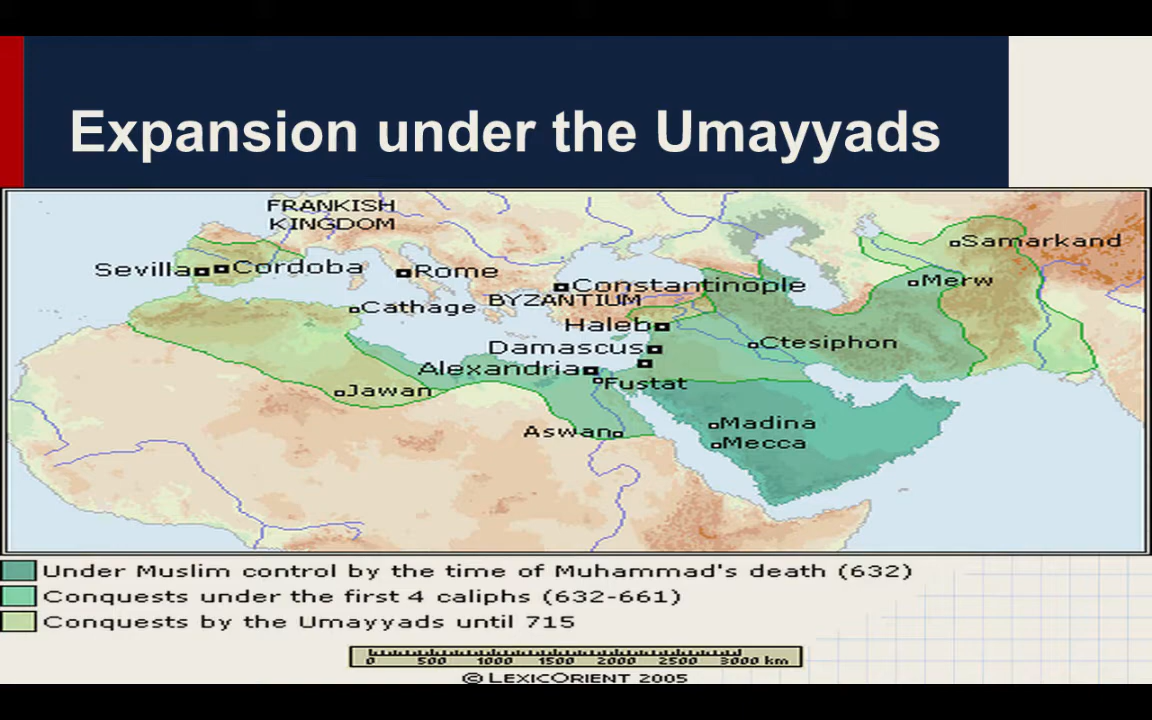 Expansion under the Umayyads
FRANKISH
KINGDOM
Samarkand
Sevilla
Cordoba
Rome
Merw
Constantinople
BYZANTIUM
Cathage
Haleb
Ctesiphon
Damascus
Alexandria
Fustat
Jawan
Madina
Aswan
Mecca
Under Muslim control by the time of Muhammad's death (632)
Conquests under the first 4 caliphs (632-661)
Conquests by the Umayyads until 715
0 500 1000 1500 2000 2500 3000 km
© LEXICORIENT 2005